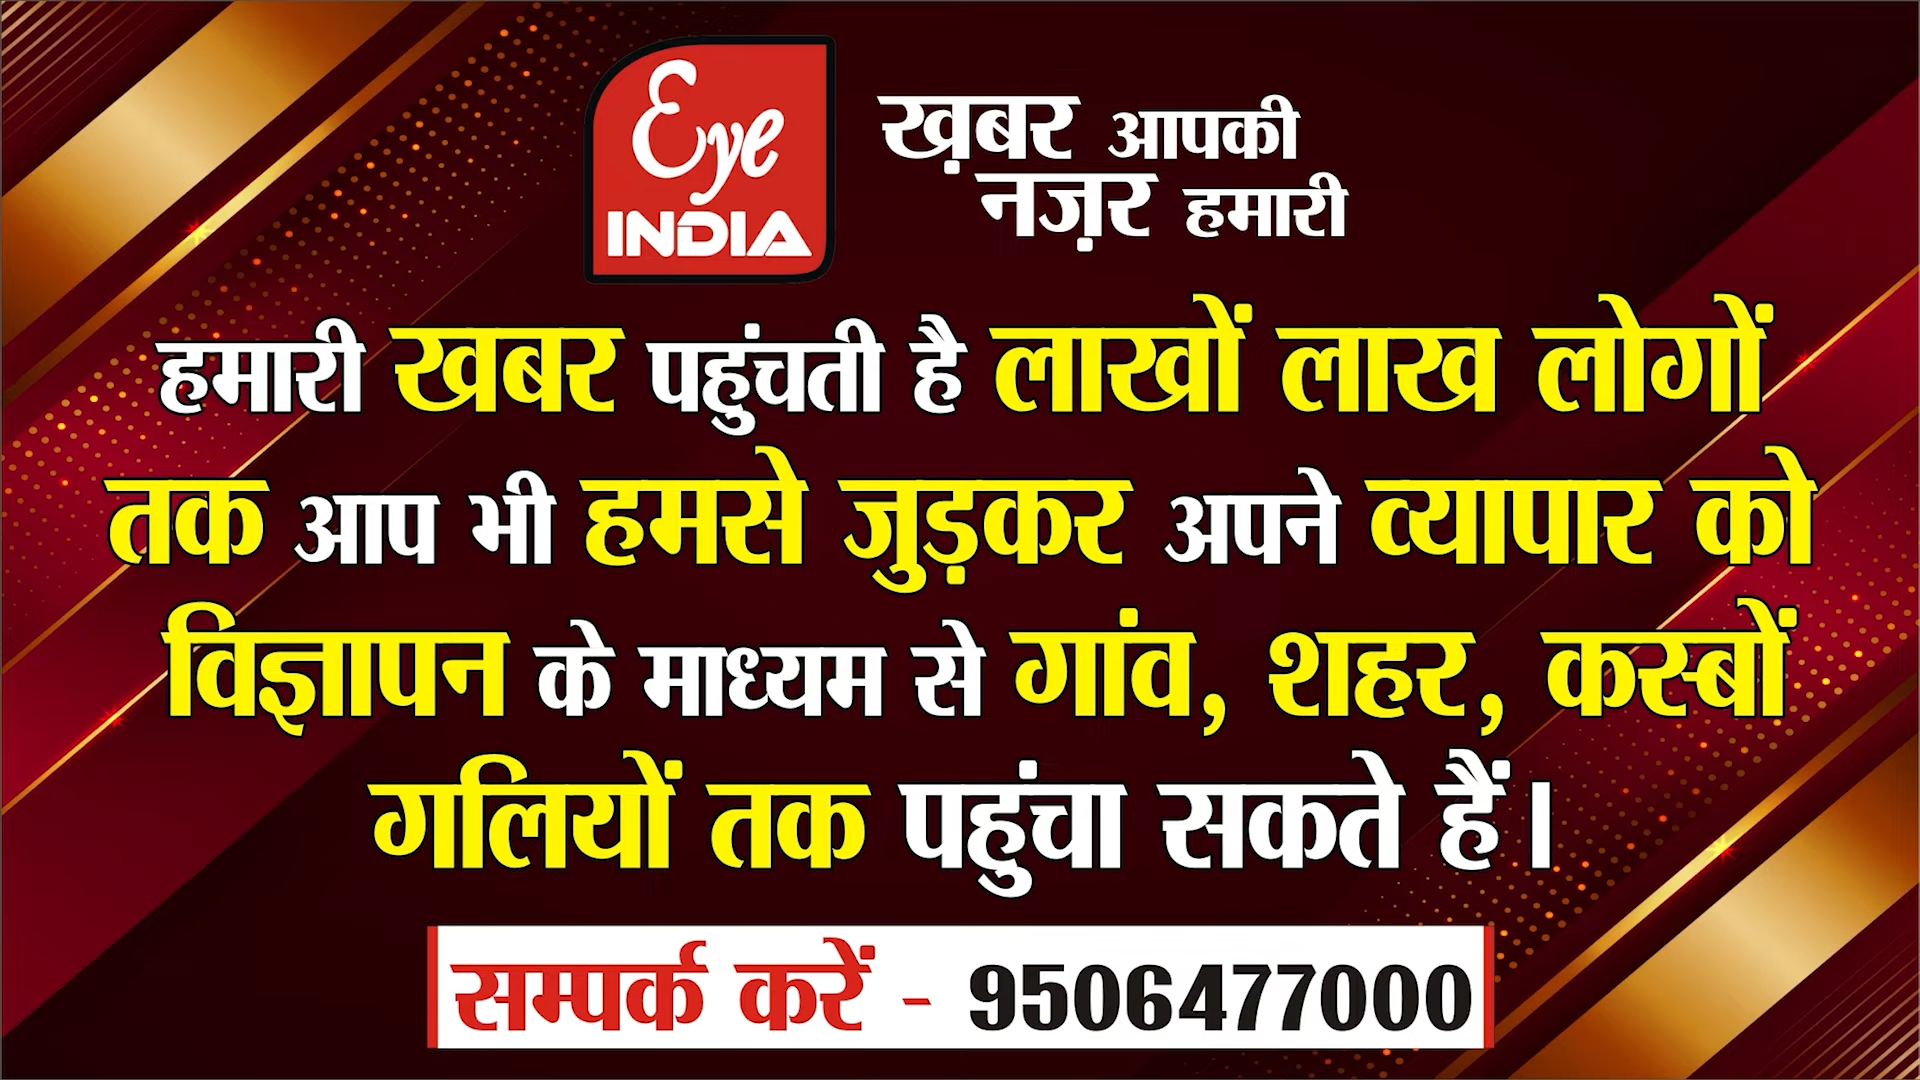 Eye
INDIA
ख़बर आपकी
नज़र हमारी
हमारी खबर पहुंचती है लाखों लाख लोगों
तक आप भी हमसे जुड़कर अपने व्यापार को
विज्ञापन के माध्यम से गांव, शहर, कस्बों
गलियों तक पहुंचा सकते हैं।
सम्पर्क करें - 9506477000